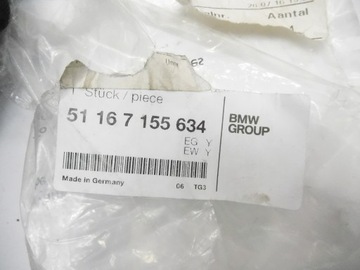 Aantal
1 Stück / piece
51 16 7 155 634
EG Y
EW Y
BMW
GROUP
Made in Germany
06 TG3